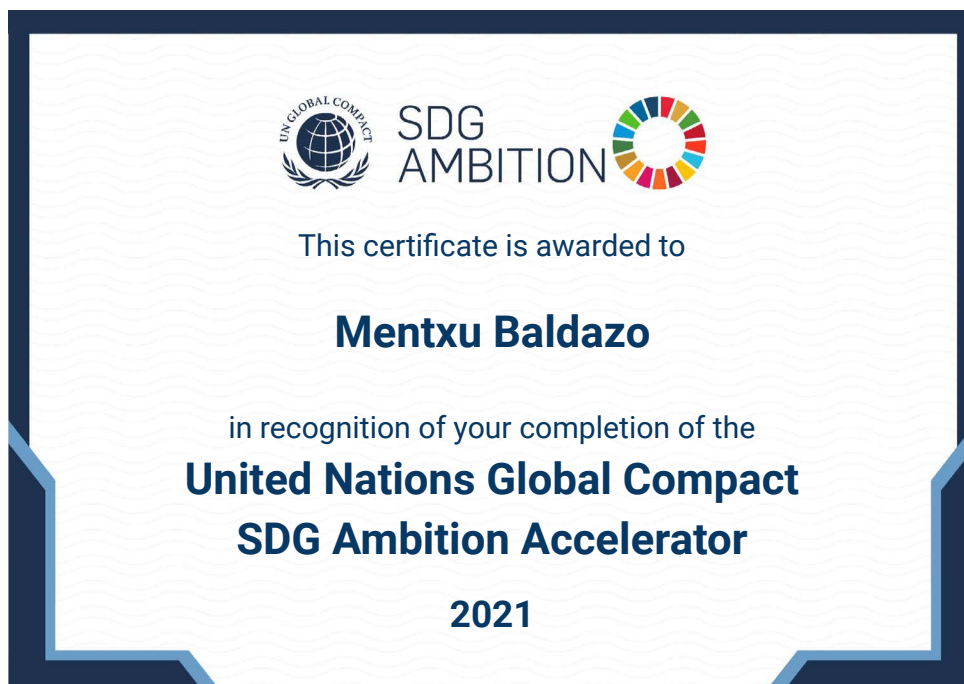 UN GLOBAL COMPACT
SDG
AMBITION
This certificate is awarded to
Mentxu Baldazo
in recognition of your completion of the
United Nations Global Compact
SDG Ambition Accelerator
2021